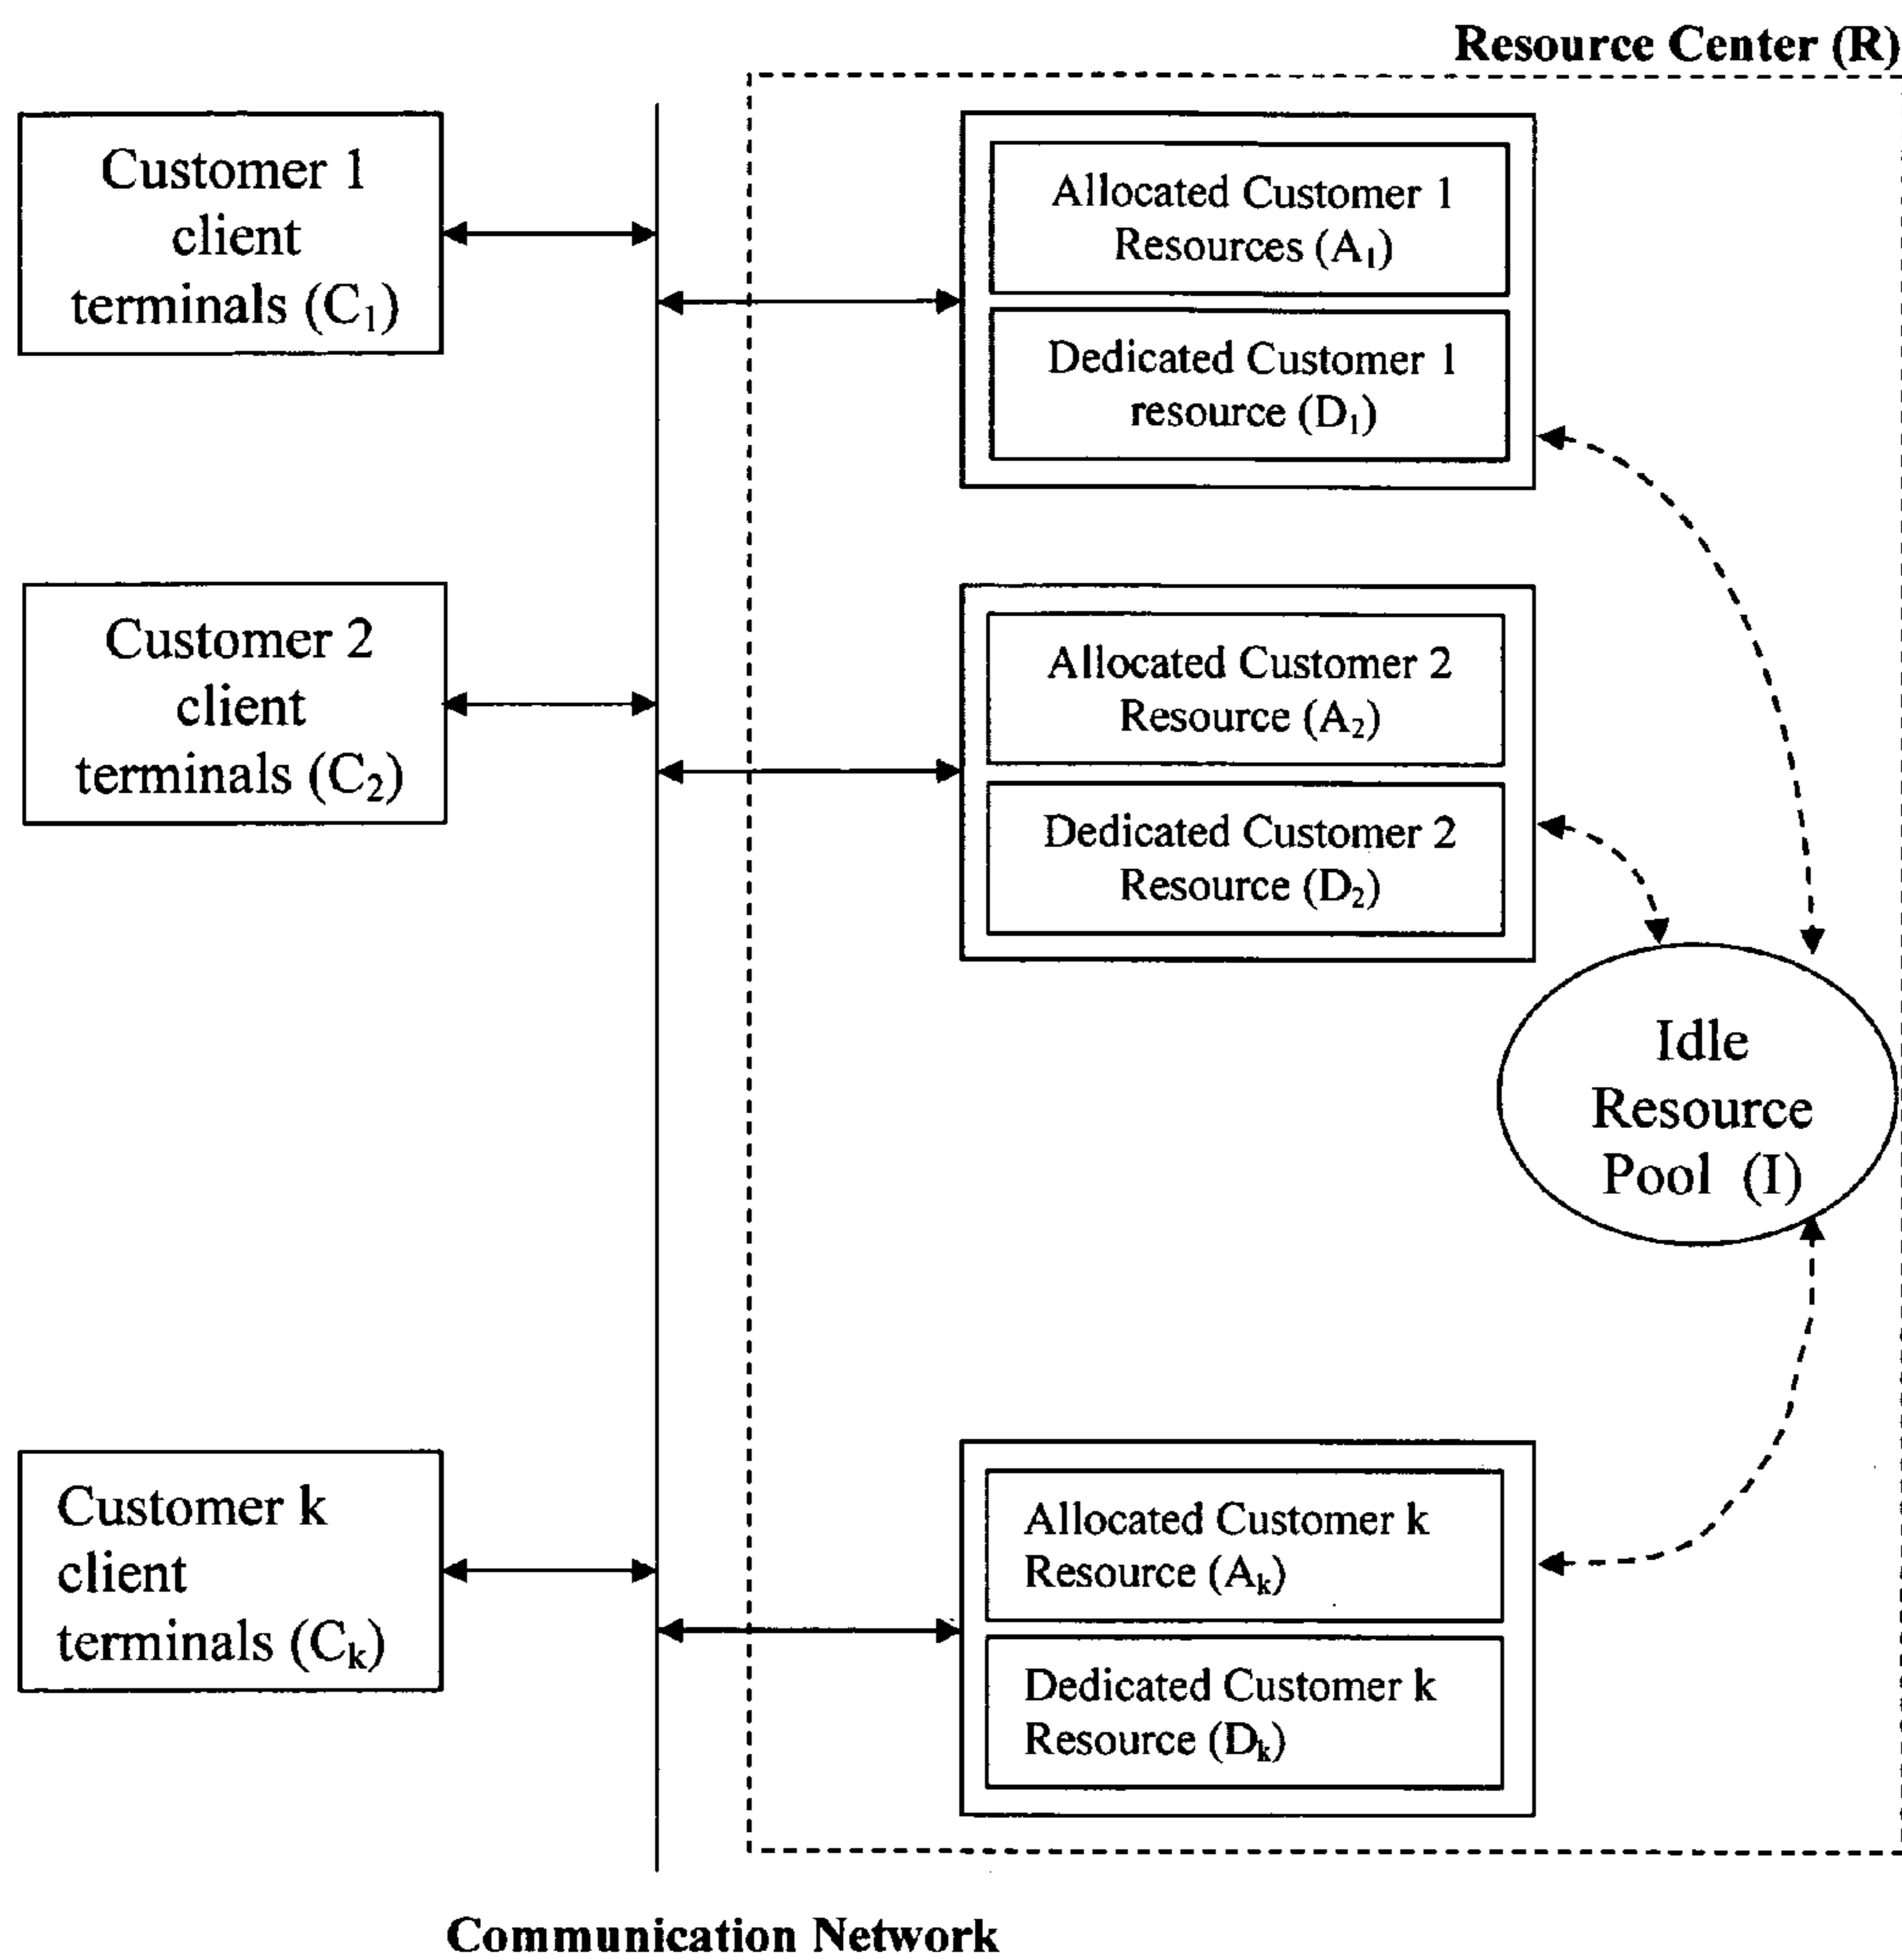 Resource Center (R)
Customer 1
client
terminals (C₁)
Allocated Customer 1
Resources (A₁)
Dedicated Customer 1
resource (D₁)
Customer 2
client
terminals (C₂)
Allocated Customer 2
Resource (A₂)
Dedicated Customer 2
Resource (D₂)
Idle
Resource
Pool (I)
Customer k
client
terminals (Cₖ)
Allocated Customer k
Resource (Aₖ)
Dedicated Customer k
Resource (Dₖ)
Communication Network